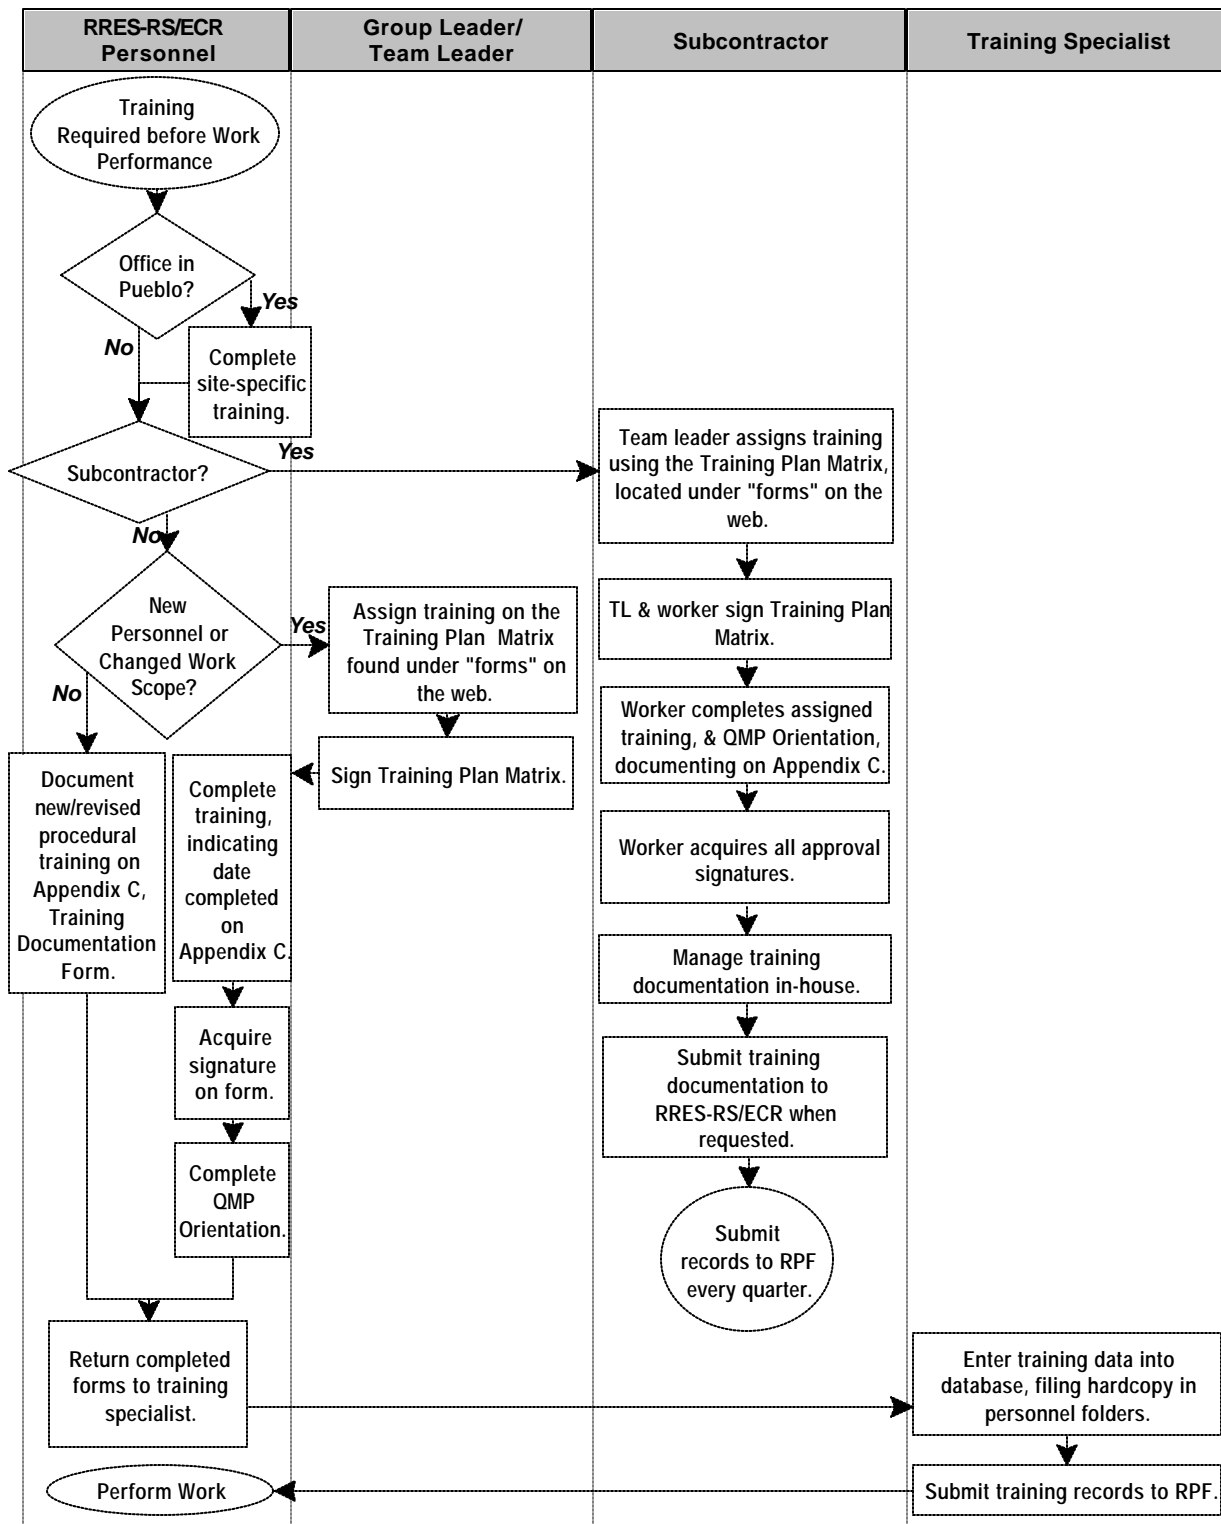 RRES-RS/ECR
Personnel
Group Leader/
Team Leader
Subcontractor
Training Specialist
Training
Required before Work
Performance
Office in
Pueblo?
Yes
No
Complete
site-specific
training.
Subcontractor?
Yes
No
Team leader assigns training
using the Training Plan Matrix,
located under "forms" on the
web.
New
Personnel or
Changed Work
Scope?
Yes
No
Assign training on the
Training Plan Matrix
found under "forms" on
the web.
TL & worker sign Training Plan
Matrix.
Sign Training Plan Matrix.
Worker completes assigned
training, & QMP Orientation,
documenting on Appendix C.
Document
new/revised
procedural
training on
Appendix C,
Training
Documentation
Form.
Complete
training,
indicating
date
completed
on
Appendix C.
Worker acquires all approval
signatures.
Manage training
documentation in-house.
Acquire
signature
on form.
Submit training
documentation to
RRES-RS/ECR when
requested.
Complete
QMP
Orientation.
Submit
records to RPF
every quarter.
Return completed
forms to training
specialist.
Enter training data into
database, filing hardcopy in
personnel folders.
Perform Work
Submit training records to RPF.